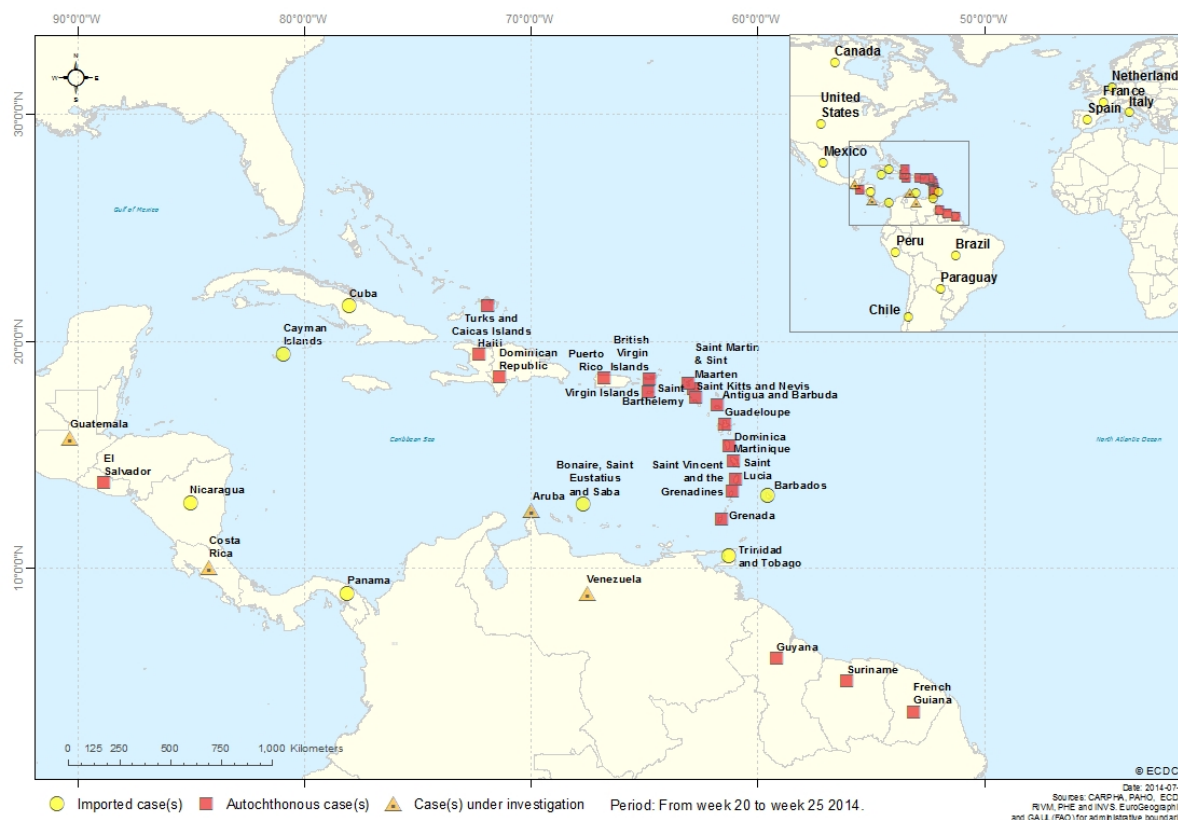 90°0'0"W 80°0'0"W 70°0'0"W 60°0'0"W 50°0'0"W
N
W E
S
30°0'0"N
20°0'0"N
10°0'0"N
Canada
United
States
Mexico
Netherland
France
Italy
Spain
Peru
Brazil
Paraguay
Chile
Gulf of Mexico
Cuba
Cayman
Islands
Turks and
Caicas Islands
Haiti
Dominican
Republic
Puerto
Rico
British
Virgin
Islands
Virgin Islands
Saint Martin
& Sint
Maarten
Saint
Barthelemy
Saint Kitts and Nevis
Antigua and Barbuda
Guadeloupe
Dominica
Martinique
Saint
Lucia
Saint Vincent
and the
Grenadines
Barbados
Grenada
Trinidad
and Tobago
Bonaire, Saint
Eustatius
and Saba
Aruba
Caribbean Sea
North Atlantic Ocean
Guatemala
El
Salvador
Nicaragua
Costa
Rica
Panama
Venezuela
Guyana
Suriname
French
Guiana
0 125 250 500 750 1,000 Kilometers
© ECDC
Imported case(s) Autochthonous case(s) Case(s) under investigation Period: From week 20 to week 25 2014.
Date: 2014-07-
Sources: CARPHA, PAHO, ECD
RIVM, PHE and INVS. EuroGeographi
and GAUL (FAO) for administrative boundari